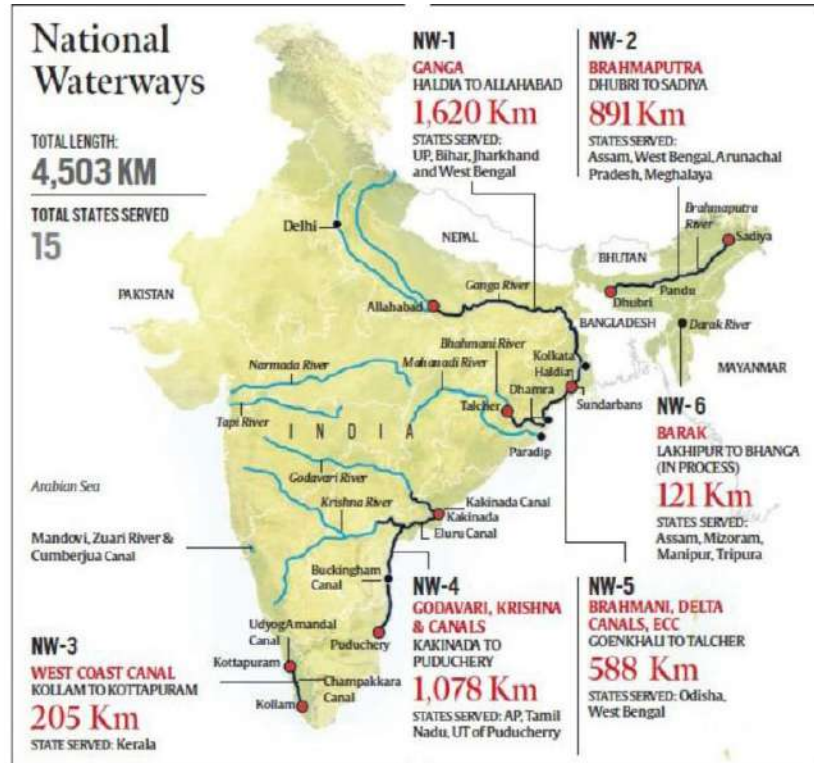 National
Waterways
TOTAL LENGTH:
4,503 KM
TOTAL STATES SERVED
15
NW-1
GANGA
HALDIA TO ALLAHABAD
1,620 Km
STATES SERVED:
UP, Bihar, Jharkhand
and West Bengal
NW-2
BRAHMAPUTRA
DHUBRI TO SADIYA
891 Km
STATES SERVED:
Assam, West Bengal, Arunachal
Pradesh, Meghalaya
Brahmaputra
River
Delhi
NEPAL
Sadiya
BHUTAN
PAKISTAN
Ganga River
Pandu
Dhubri
Allahabad
BANGLADESH
Darak River
Bhahmani River
Narmada River
Mahanadi River
Kolkata
MAYANMAR
Haldia
Dhamra
Talcher
Sundarbans
Tapi River
INDIA
Paradip
NW-6
BARAK
LAKHIPUR TO BHANGA
(IN PROCESS)
121 Km
STATES SERVED:
Assam, Mizoram,
Manipur, Tripura
Godavari River
Arabian Sea
Krishna River
Kakinada Canal
Kakinada
Eluru Canal
Mandovi, Zuari River &
Cumberjua Canal
Buckingham
Canal
NW-4
GODAVARI, KRISHNA
& CANALS
KAKINADA TO
PUDUCHERY
1,078 Km
STATES SERVED: AP, Tamil
Nadu, UT of Puducherry
NW-5
BRAHMANI, DELTA
CANALS, ECC
GOENKHALI TO TALCHER
588 Km
STATES SERVED: Odisha,
West Bengal
UdyogAmandal
Canal
Puduchery
NW-3
WEST COAST CANAL
KOLLAM TO KOTTAPURAM
205 Km
STATE SERVED: Kerala
Kottapuram
Champakkara
Canal
Kollam